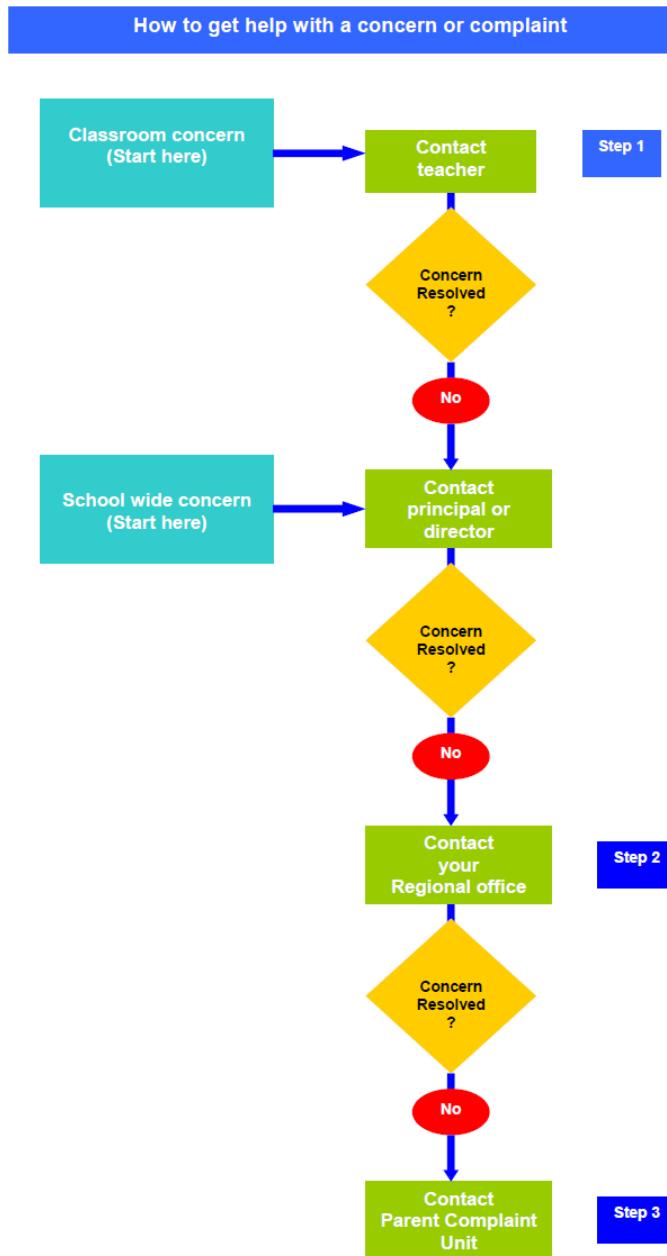 How to get help with a concern or complaint
Classroom concern
(Start here)
Contact
teacher
Step 1
Concern
Resolved
?
No
School wide concern
(Start here)
Contact
principal or
director
Concern
Resolved
?
No
Contact
your
Regional office
Step 2
Concern
Resolved
?
No
Contact
Parent Complaint
Unit
Step 3